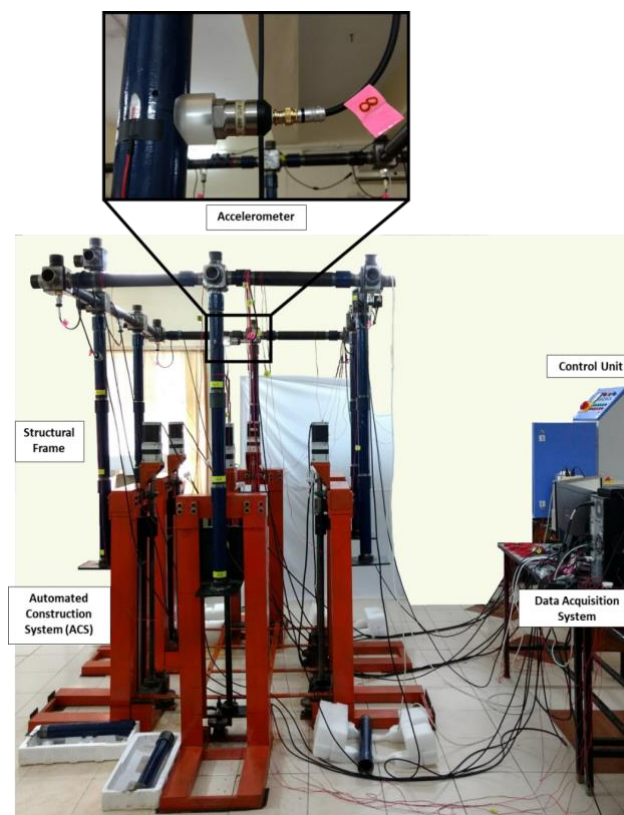 8
Accelerometer
Control Unit
Structural
Frame
Automated
Construction
System (ACS)
Data Acquisition
System